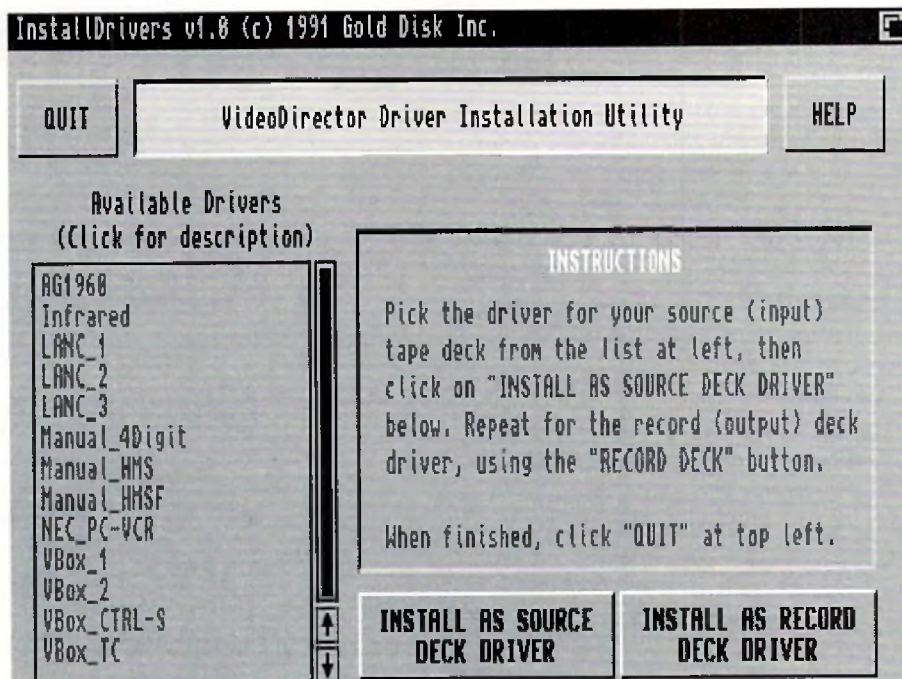 InstallDrivers v1.0 (c) 1991 Gold Disk Inc.
QUIT
VideoDirector Driver Installation Utility
HELP
Available Drivers
(Click for description)
AG1960
Infrared
LANC_1
LANC_2
LANC_3
Manual_4Digit
Manual_HMS
Manual_HMSF
NEC_PC-VCR
VBox_1
VBox_2
VBox_CTRL-S
VBox_TC
INSTRUCTIONS
Pick the driver for your source (input)
tape deck from the list at left, then
click on "INSTALL AS SOURCE DECK DRIVER"
below. Repeat for the record (output) deck
driver, using the "RECORD DECK" button.
When finished, click "QUIT" at top left.
INSTALL AS SOURCE
DECK DRIVER
INSTALL AS RECORD
DECK DRIVER